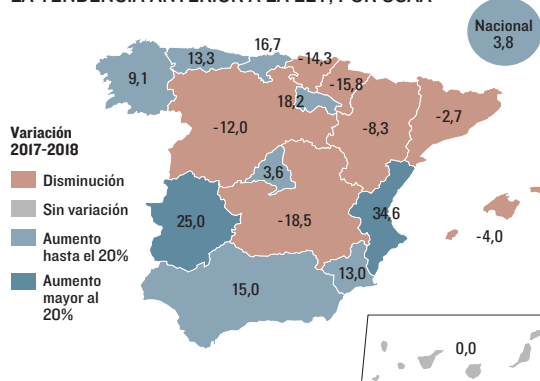 LA TENDENCIA ANTERIOR A LA LEY, POR CCAA
Nacional
3,8
16,7
-14,3
13,3
9,1
-15,8
18,2
-2,7
-12,0
-8,3
Variación
2017-2018
Disminución
Sin variación
Aumento
hasta el 20%
Aumento
mayor al
20%
3,6
25,0
-18,5
34,6
-4,0
13,0
15,0
0,0